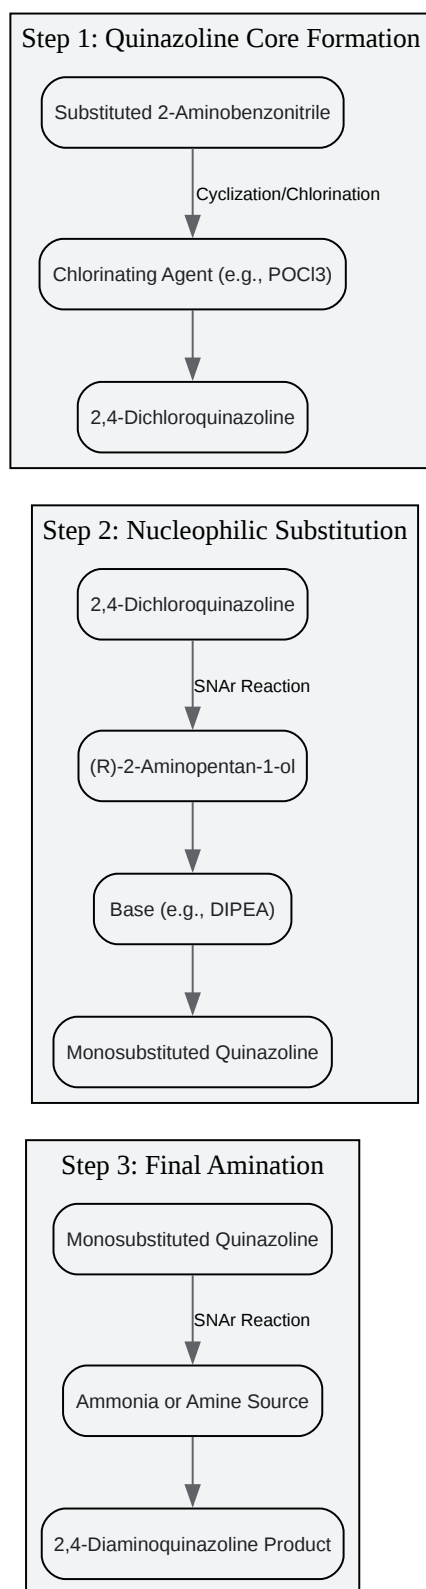 Step 1: Quinazoline Core Formation
Substituted 2-Aminobenzonitrile
Cyclization/Chlorination
Chlorinating Agent (e.g., POCl3)
2,4-Dichloroquinazoline
Step 2: Nucleophilic Substitution
2,4-Dichloroquinazoline
SNAr Reaction
(R)-2-Aminopentan-1-ol
Base (e.g., DIPEA)
Monosubstituted Quinazoline
Step 3: Final Amination
Monosubstituted Quinazoline
SNAr Reaction
Ammonia or Amine Source
2,4-Diaminoquinazoline Product